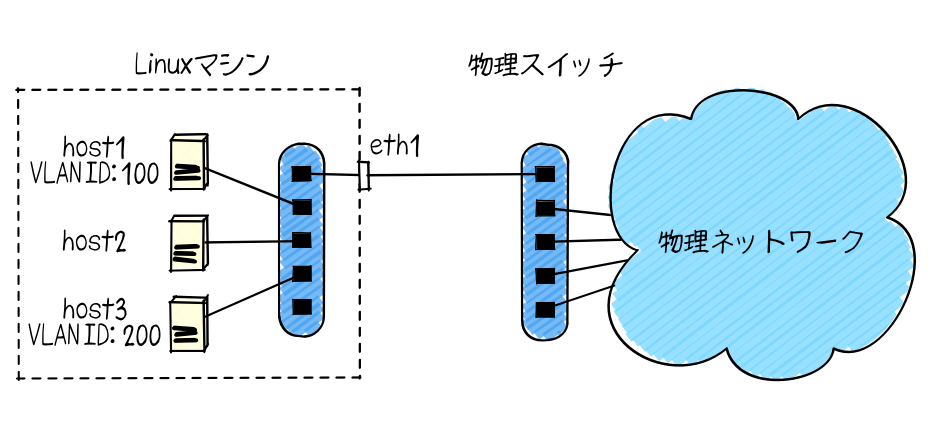 Linuxマシン
物理スイッチ
eth1
host1
VLAN ID: 100
host2
host3
VLAN ID: 200
物理ネットワーク